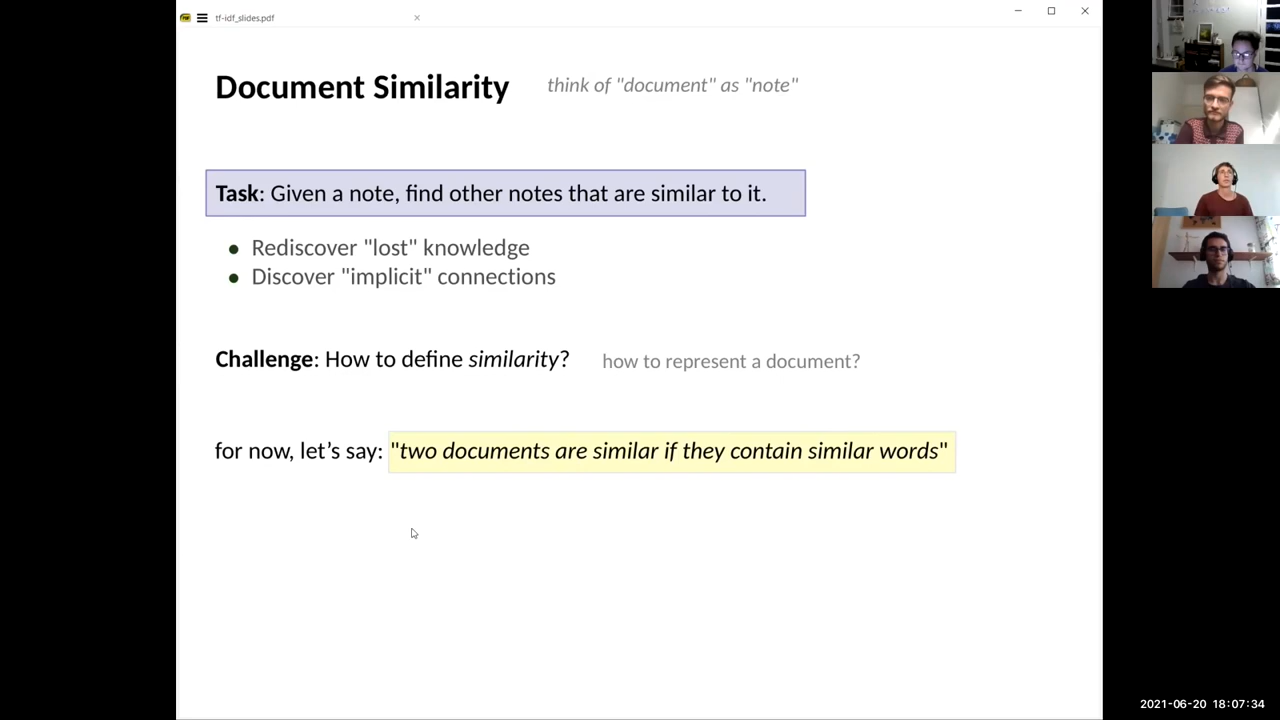 tf-idf_slides.pdf
Document Similarity think of "document" as "note"
Task: Given a note, find other notes that are similar to it.
● Rediscover "lost" knowledge
● Discover "implicit" connections
Challenge: How to define similarity? how to represent a document?
for now, let’s say: "two documents are similar if they contain similar words"
2021-06-20 18:07:34